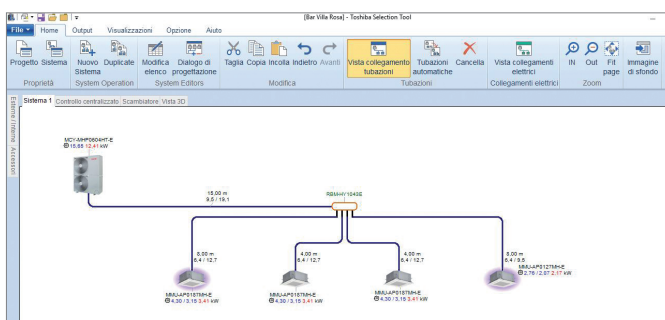 [Bar Villa Rosa] - Toshiba Selection Tool
File Home Output Visualizzazioni Opzione Aiuto
Progetto Sistema Nuovo Sistema Duplicate Modifica elenco Dialogo di progettazione Taglia Copia Incolla Indietro Avanti Vista collegamento tubazioni Tubazioni automatiche Cancella Vista collegamenti elettrici IN Out Fit page Immagine di sfondo
Proprietà System Operation System Editors Modifica Tubazioni Collegamenti elettrici Zoom
Esterne / Interne Accessori
Sistema 1 Controllo centralizzato Scambiatore Vista 3D
MCY-MHP0604HT-E
15,65 12,41 kW
15,00 m
9,5 / 19,1
RBM-HY1043E
8,00 m
6,4 / 12,7
4,00 m
6,4 / 12,7
4,00 m
6,4 / 12,7
8,00 m
6,4 / 9,5
MMU-AP0187MH-E
4,30 / 3,15 3,41 kW
MMU-AP0187MH-E
4,30 / 3,15 3,41 kW
MMU-AP0187MH-E
4,30 / 3,15 3,41 kW
MMU-AP0127MH-E
2,76 / 2,07 2,17 kW